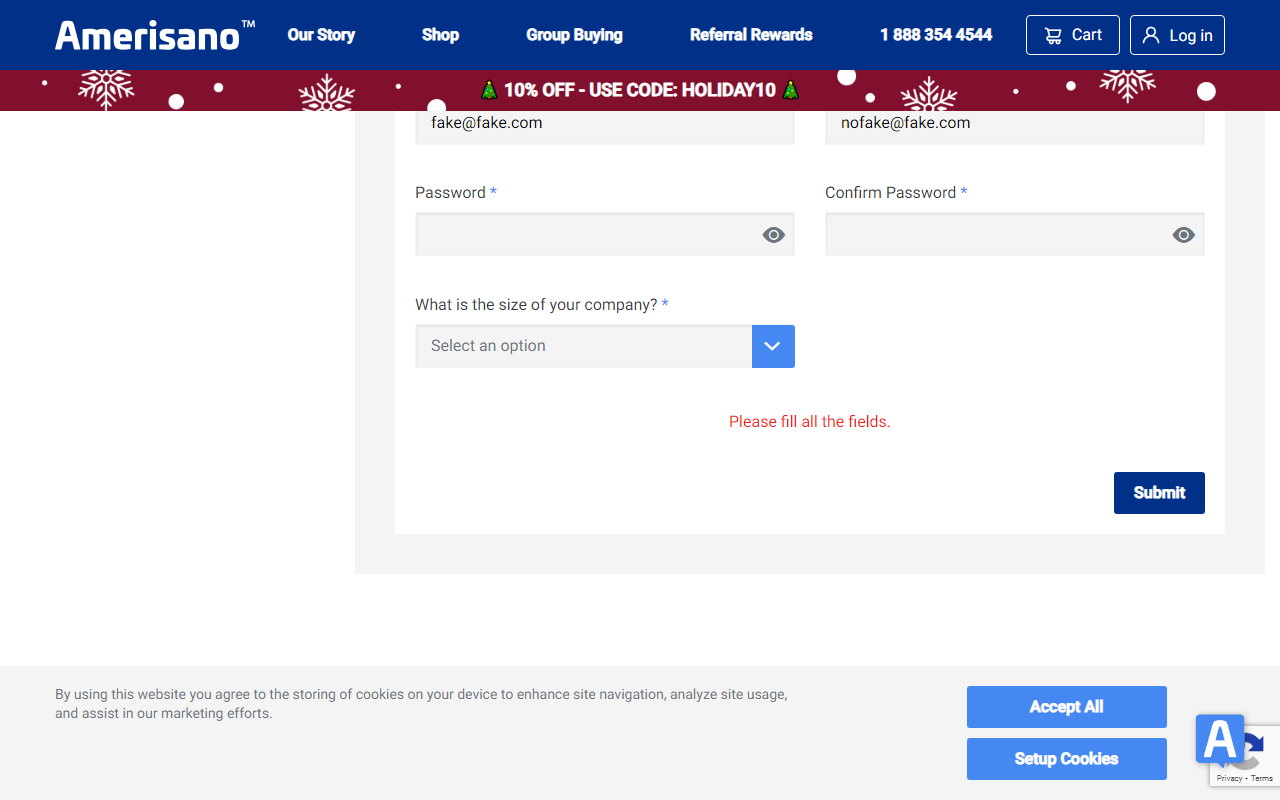 Amerisano™
Our Story
Shop
Group Buying
Referral Rewards
1 888 354 4544
Cart
Log in
🎄 10% OFF - USE CODE: HOLIDAY10 🎄
fake@fake.com
nofake@fake.com
Password *
Confirm Password *
What is the size of your company? *
Select an option
Please fill all the fields.
Submit
By using this website you agree to the storing of cookies on your device to enhance site navigation, analyze site usage,
and assist in our marketing efforts.
Accept All
Setup Cookies
A
Privacy - Terms